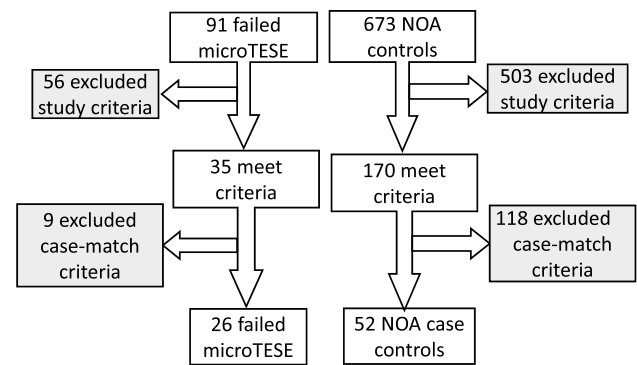 91 failed
microTESE
673 NOA
controls
56 excluded
study criteria
503 excluded
study criteria
35 meet
criteria
170 meet
criteria
9 excluded
case-match
criteria
118 excluded
case-match
criteria
26 failed
microTESE
52 NOA case
controls